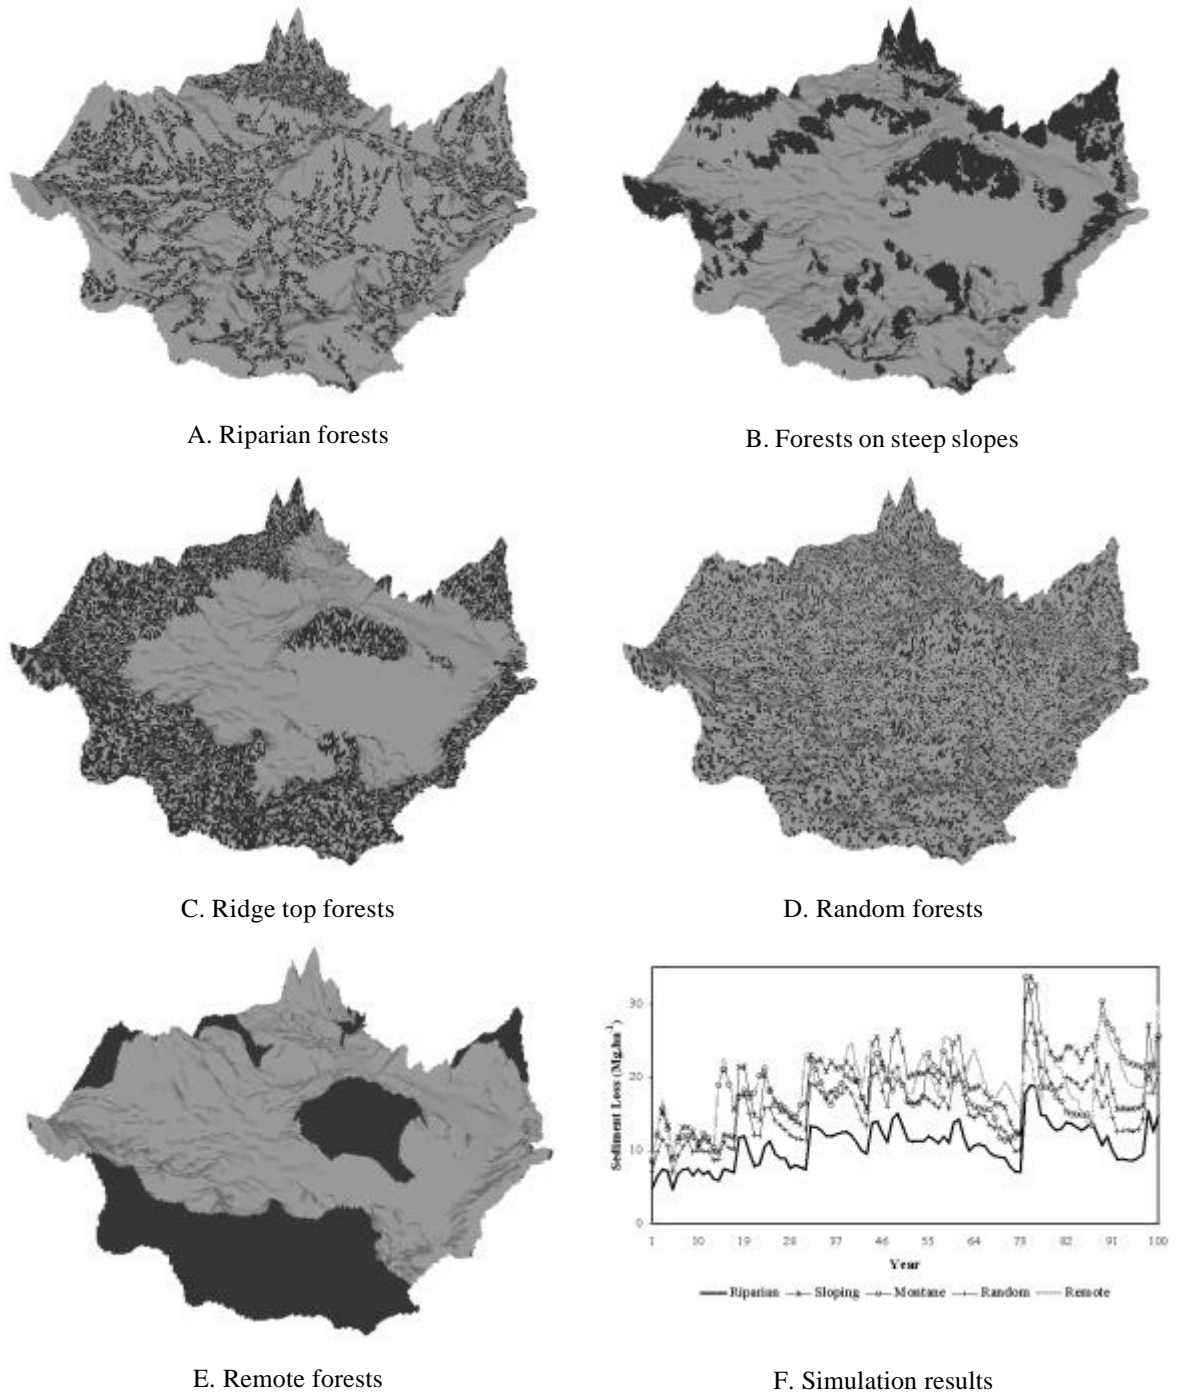 A. Riparian forests
B. Forests on steep slopes
C. Ridge top forests
D. Random forests
Sediment Loss (Mg.ha⁻¹)
30
20
10
0
1 10 19 28 37 46 55 64 73 82 91 100
Year
Riparian Sloping Montane Random Remote
E. Remote forests
F. Simulation results